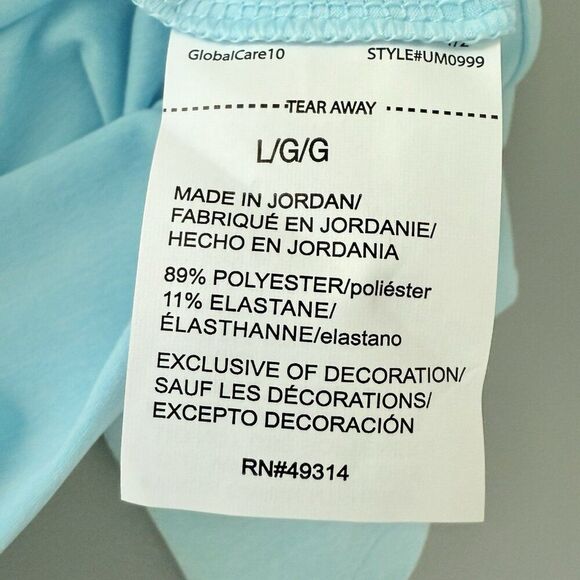 GlobalCare10
STYLE#UM0999
TEAR AWAY
L/G/G
MADE IN JORDAN/
FABRIQUÉ EN JORDANIE/
HECHO EN JORDANIA
89% POLYESTER/poliéster
11% ELASTANE/
ÉLASTHANNE/elastano
EXCLUSIVE OF DECORATION/
SAUF LES DÉCORATIONS/
EXCEPTO DECORACIÓN
RN#49314